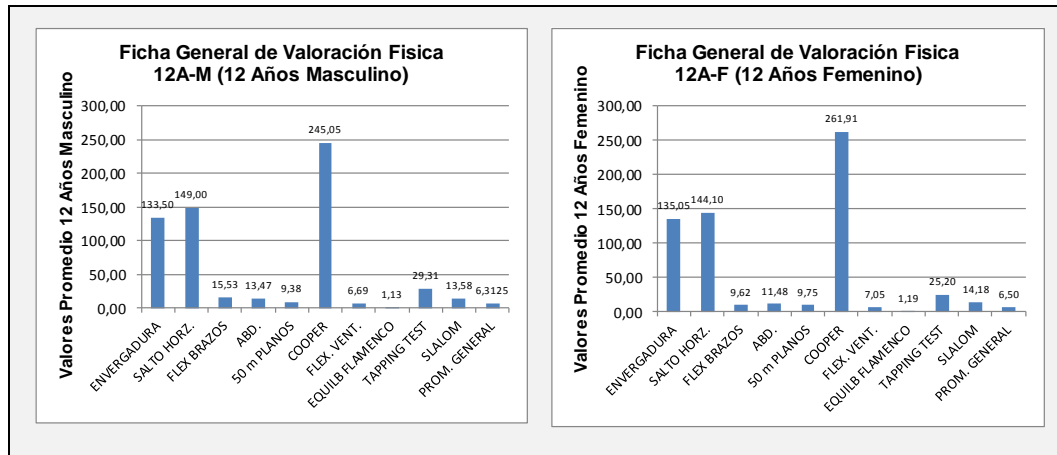 Ficha General de Valoración Fisica
12A-M (12 Años Masculino)
Valores Promedio 12 Años Masculino
300,00
250,00
200,00
150,00
100,00
50,00
0,00
133,50
149,00
15,53
13,47
9,38
245,05
6,69
1,13
29,31
13,58
6,3125
ENVERGADURA
SALTO HORZ.
FLEX BRAZOS
ABD.
50 m PLANOS
COOPER
FLEX. VENT.
EQUILB FLAMENCO
TAPPING TEST
SLALOM
PROM. GENERAL
Ficha General de Valoración Fisica
12A-F (12 Años Femenino)
Valores Promedio 12 Años Femenino
300,00
250,00
200,00
150,00
100,00
50,00
0,00
135,05
144,10
9,62
11,48
9,75
261,91
7,05
1,19
25,20
14,18
6,50
ENVERGADURA
SALTO HORZ.
FLEX BRAZOS
ABD.
50 m PLANOS
COOPER
FLEX. VENT.
EQUILB FLAMENCO
TAPPING TEST
SLALOM
PROM. GENERAL